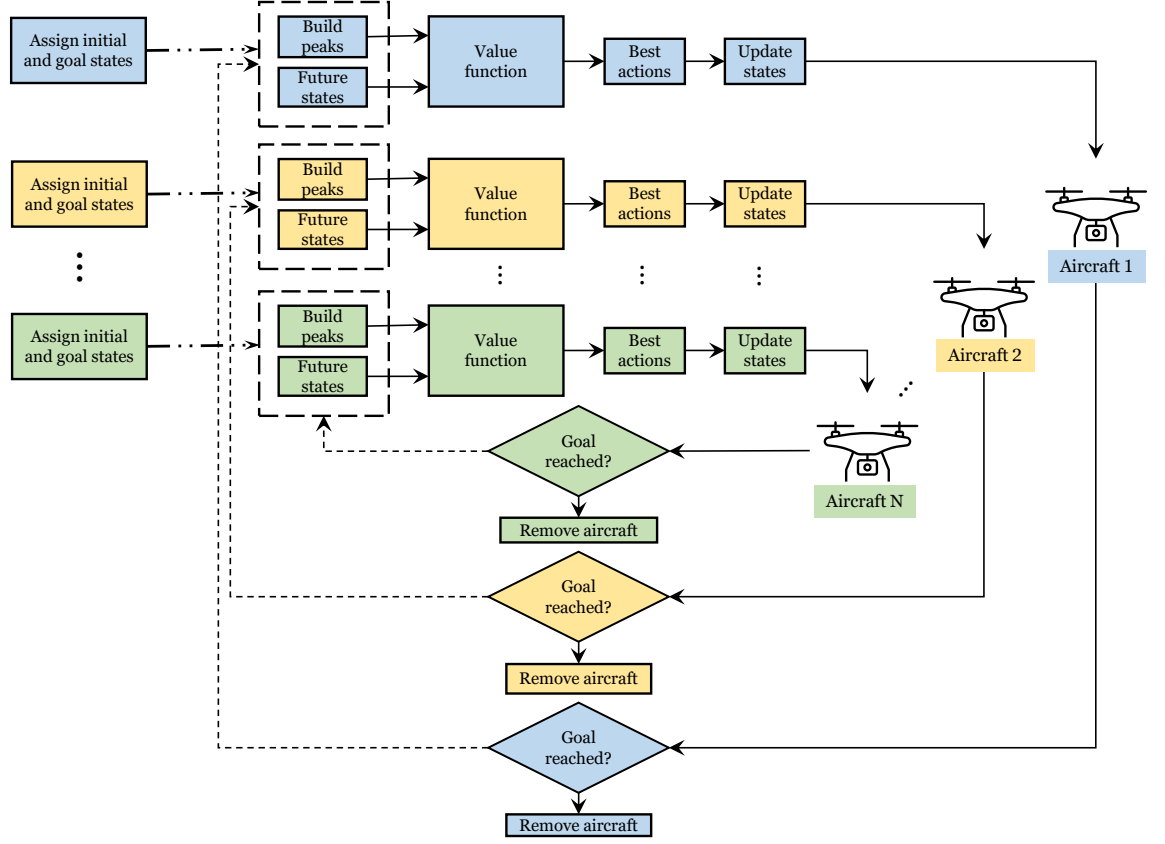 Assign initial
and goal states
Build
peaks
Future
states
Value
function
Best
actions
Update
states
Assign initial
and goal states
Build
peaks
Future
states
Value
function
Best
actions
Update
states
Aircraft 1
Assign initial
and goal states
Build
peaks
Future
states
Value
function
Best
actions
Update
states
Aircraft 2
Goal
reached?
Aircraft N
Remove aircraft
Goal
reached?
Remove aircraft
Goal
reached?
Remove aircraft